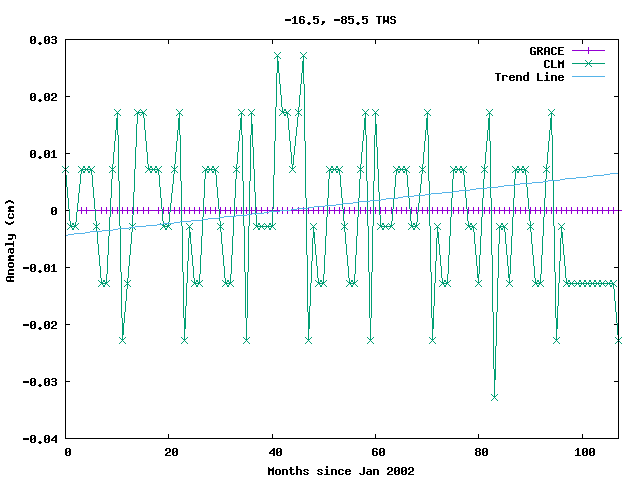 -16.5, -85.5 TWS
GRACE
CLM
Trend Line
0.03
0.02
0.01
0
-0.01
-0.02
-0.03
-0.04
Anomaly (cm)
0 20 40 60 80 100
Months since Jan 2002